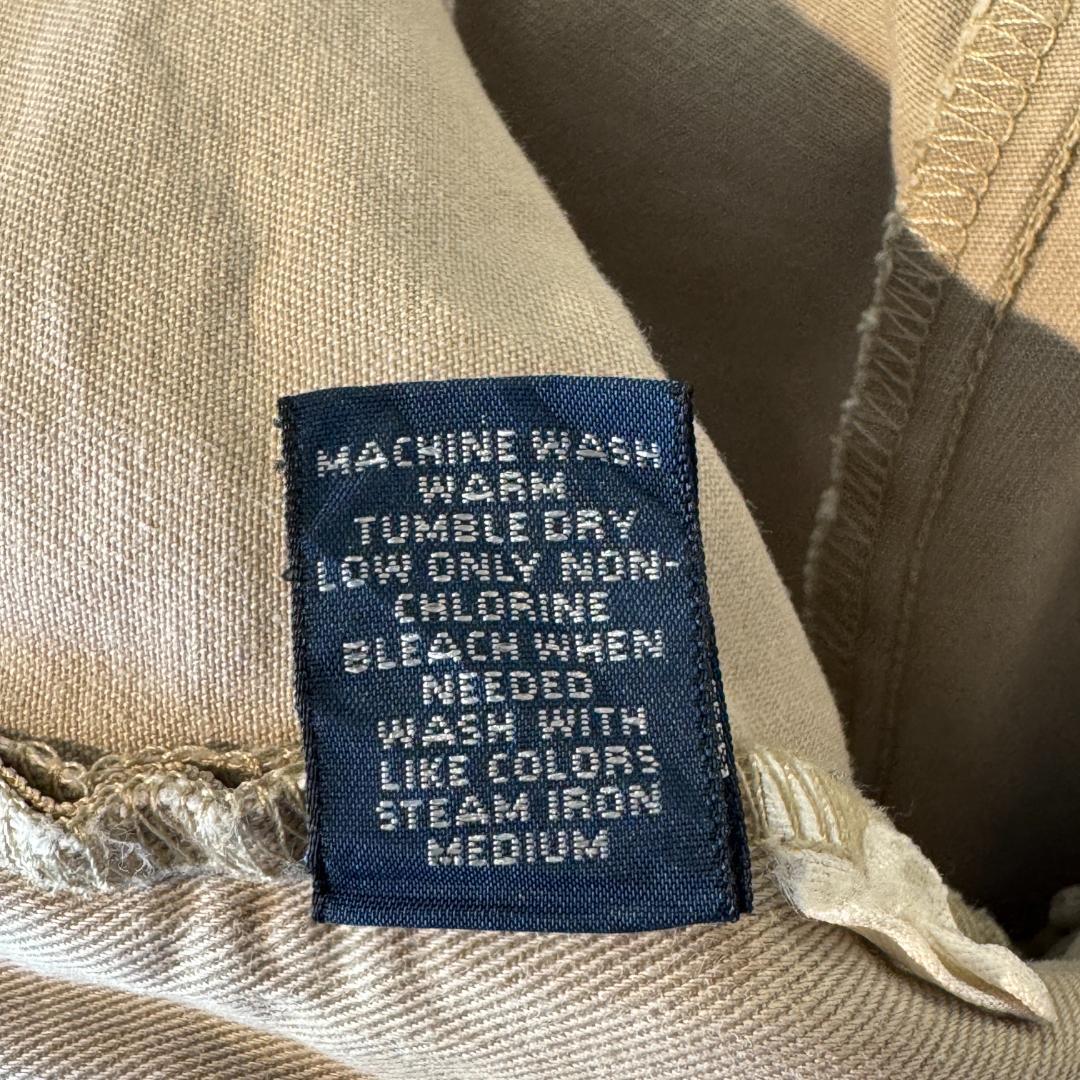 MACHINE WASH
WARM
TUMBLE DRY
LOW ONLY NON-
CHLORINE
BLEACH WHEN
NEEDED
WASH WITH
LIKE COLORS
STEAM IRON
MEDIUM